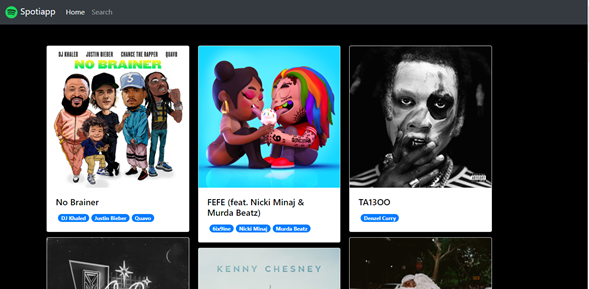 Spotiapp Home Search
DJ KHALED JUSTIN BIEBER CHANCE THE RAPPER QUAVO
NO BRAINER
3
No Brainer
DJ Khaled Justin Bieber Quavo
FEFE (feat. Nicki Minaj &
Murda Beatz)
6ix9ine Nicki Minaj Murda Beatz
TA13OO
Denzel Curry
KENNY CHESNEY